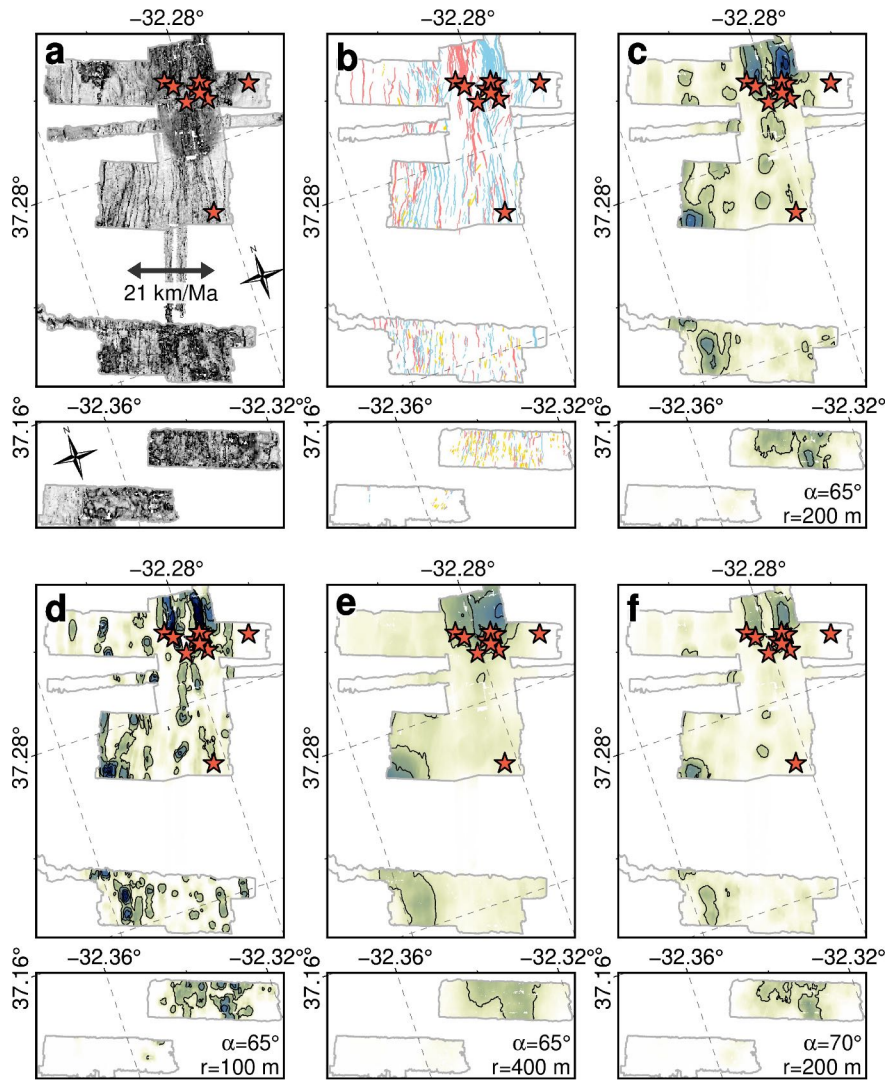 −32.28° −32.28° −32.28°
a b c
37.28° 37.28° 37.28°
N
21 km/Ma
−32.36° −32.32° −32.36° −32.32° −32.36° −32.32°
37.16° 37.16° 37.16°
N
α=65°
r=200 m
−32.28° −32.28° −32.28°
d e f
37.28° 37.28° 37.28°
−32.36° −32.32° −32.36° −32.32° −32.36° −32.32°
37.16° 37.16° 37.16°
α=65° α=65° α=70°
r=100 m r=400 m r=200 m